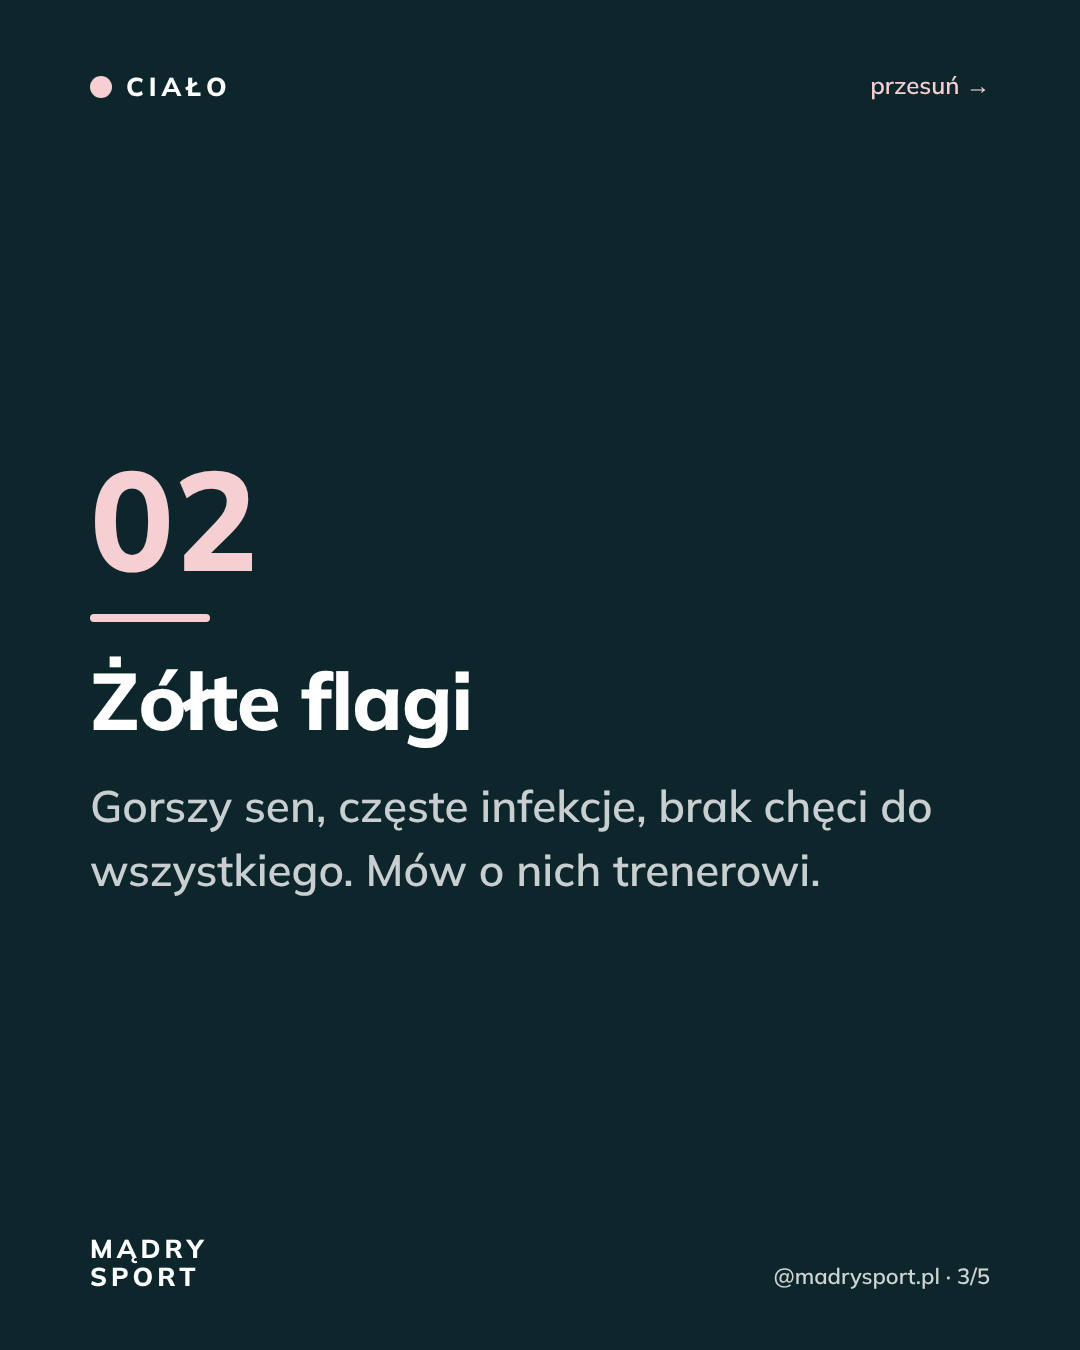 CIAŁO
przesuń →
02
Żółte flagi
Gorszy sen, częste infekcje, brak chęci do
wszystkiego. Mów o nich trenerowi.
MĄDRY
SPORT
@madrysport.pl · 3/5